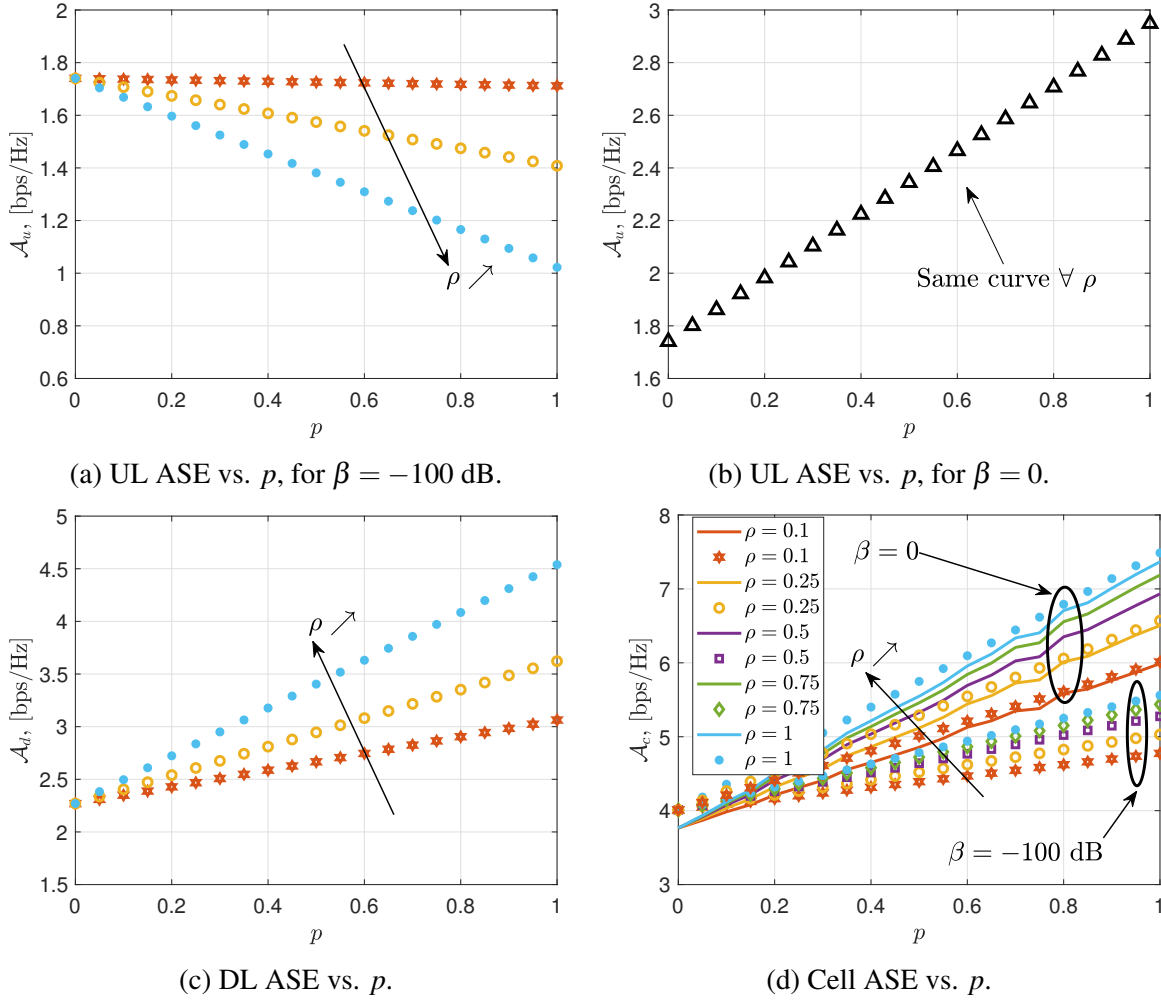 2
1.8
1.6
1.4
1.2
1
0.8
0.6
0 0.2 0.4 0.6 0.8 1
p
𝒜ᵤ, [bps/Hz]
ρ ↗
(a) UL ASE vs. p, for β = −100 dB.
3
2.8
2.6
2.4
2.2
2
1.8
1.6
0 0.2 0.4 0.6 0.8 1
p
𝒜ᵤ, [bps/Hz]
Same curve ∀ ρ
(b) UL ASE vs. p, for β = 0.
5
4.5
4
3.5
3
2.5
2
1.5
0 0.2 0.4 0.6 0.8 1
p
𝒜_d, [bps/Hz]
ρ ↗
(c) DL ASE vs. p.
8
7
6
5
4
3
0 0.2 0.4 0.6 0.8 1
p
𝒜_c, [bps/Hz]
ρ = 0.1
ρ = 0.1
ρ = 0.25
ρ = 0.25
ρ = 0.5
ρ = 0.5
ρ = 0.75
ρ = 0.75
ρ = 1
ρ = 1
β = 0
ρ ↗
β = −100 dB
(d) Cell ASE vs. p.